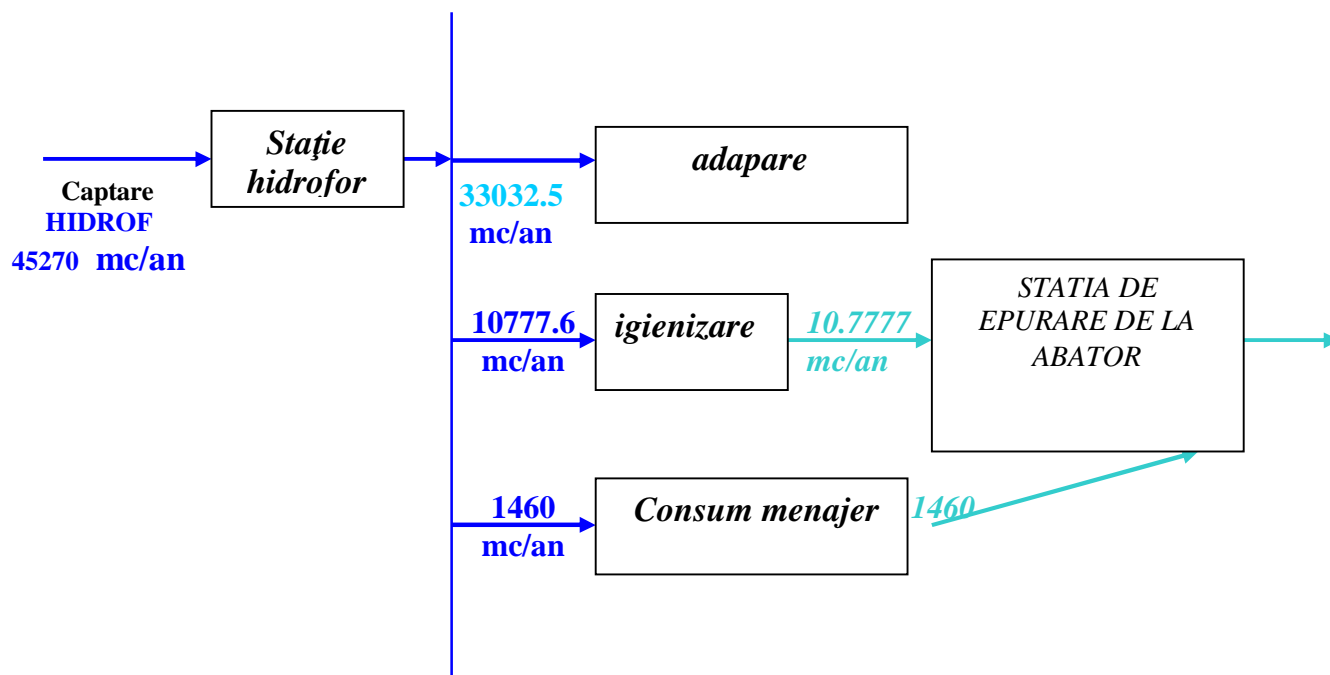 Staţie
hidrofor
Captare
HIDROF
45270 mc/an
adapare
33032.5
mc/an
10777.6
mc/an
igienizare
10.7777
mc/an
STATIA DE
EPURARE DE LA
ABATOR
1460
mc/an
Consum menajer
1460